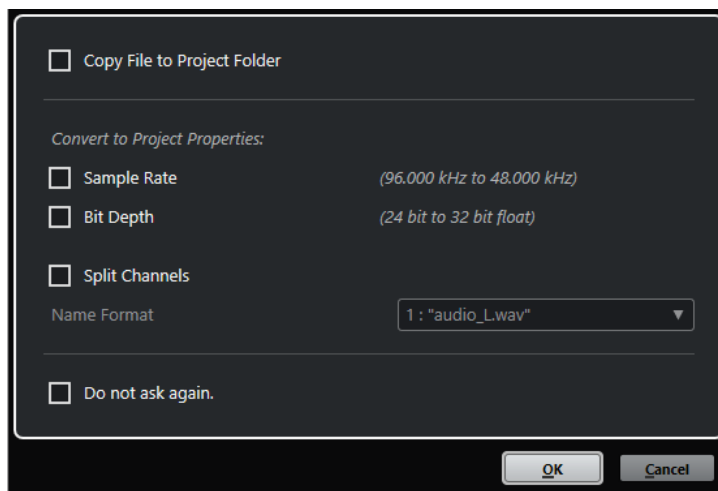 Copy File to Project Folder
Convert to Project Properties:
Sample Rate (96.000 kHz to 48.000 kHz)
Bit Depth (24 bit to 32 bit float)
Split Channels
Name Format 1 : "audio_L.wav"
Do not ask again.
OK Cancel